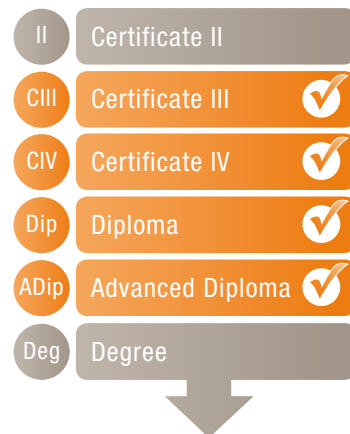 II Certificate II
CIII Certificate III
CIV Certificate IV
Dip Diploma
ADip Advanced Diploma
Deg Degree